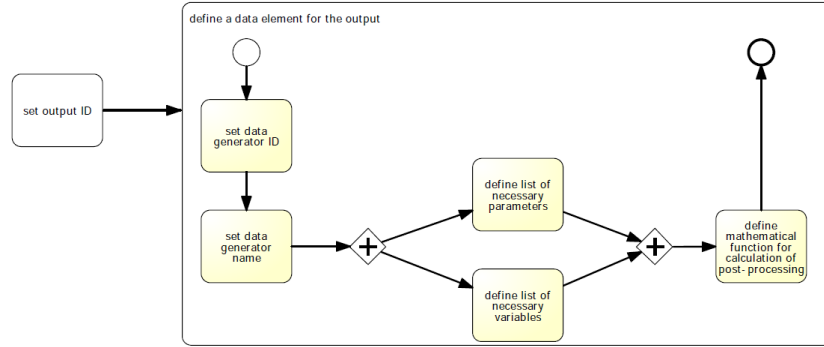 define a data element for the output
set output ID
set data
generator ID
set data
generator
name
define list of
necessary
parameters
define list of
necessary
variables
define
mathematical
function for
calculation of
post- processing